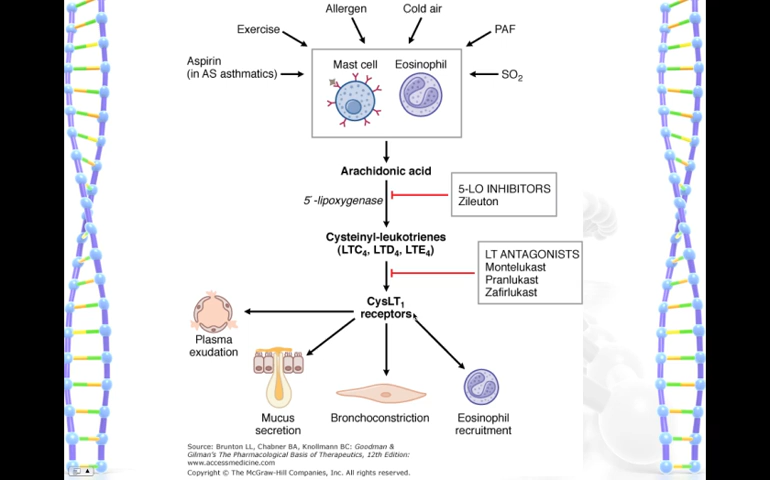 Allergen
Cold air
Exercise
PAF
Aspirin
(in AS asthmatics)
Mast cell
Eosinophil
SO₂
Arachidonic acid
5´-lipoxygenase
5-LO INHIBITORS
Zileuton
Cysteinyl-leukotrienes
(LTC₄, LTD₄, LTE₄)
LT ANTAGONISTS
Montelukast
Pranlukast
Zafirlukast
CysLT₁
receptors
Plasma
exudation
Mucus
secretion
Bronchoconstriction
Eosinophil
recruitment
Source: Brunton LL, Chabner BA, Knollmann BC: Goodman &
Gilman's The Pharmacological Basis of Therapeutics, 12th Edition:
www.accessmedicine.com
Copyright © The McGraw-Hill Companies, Inc. All rights reserved.